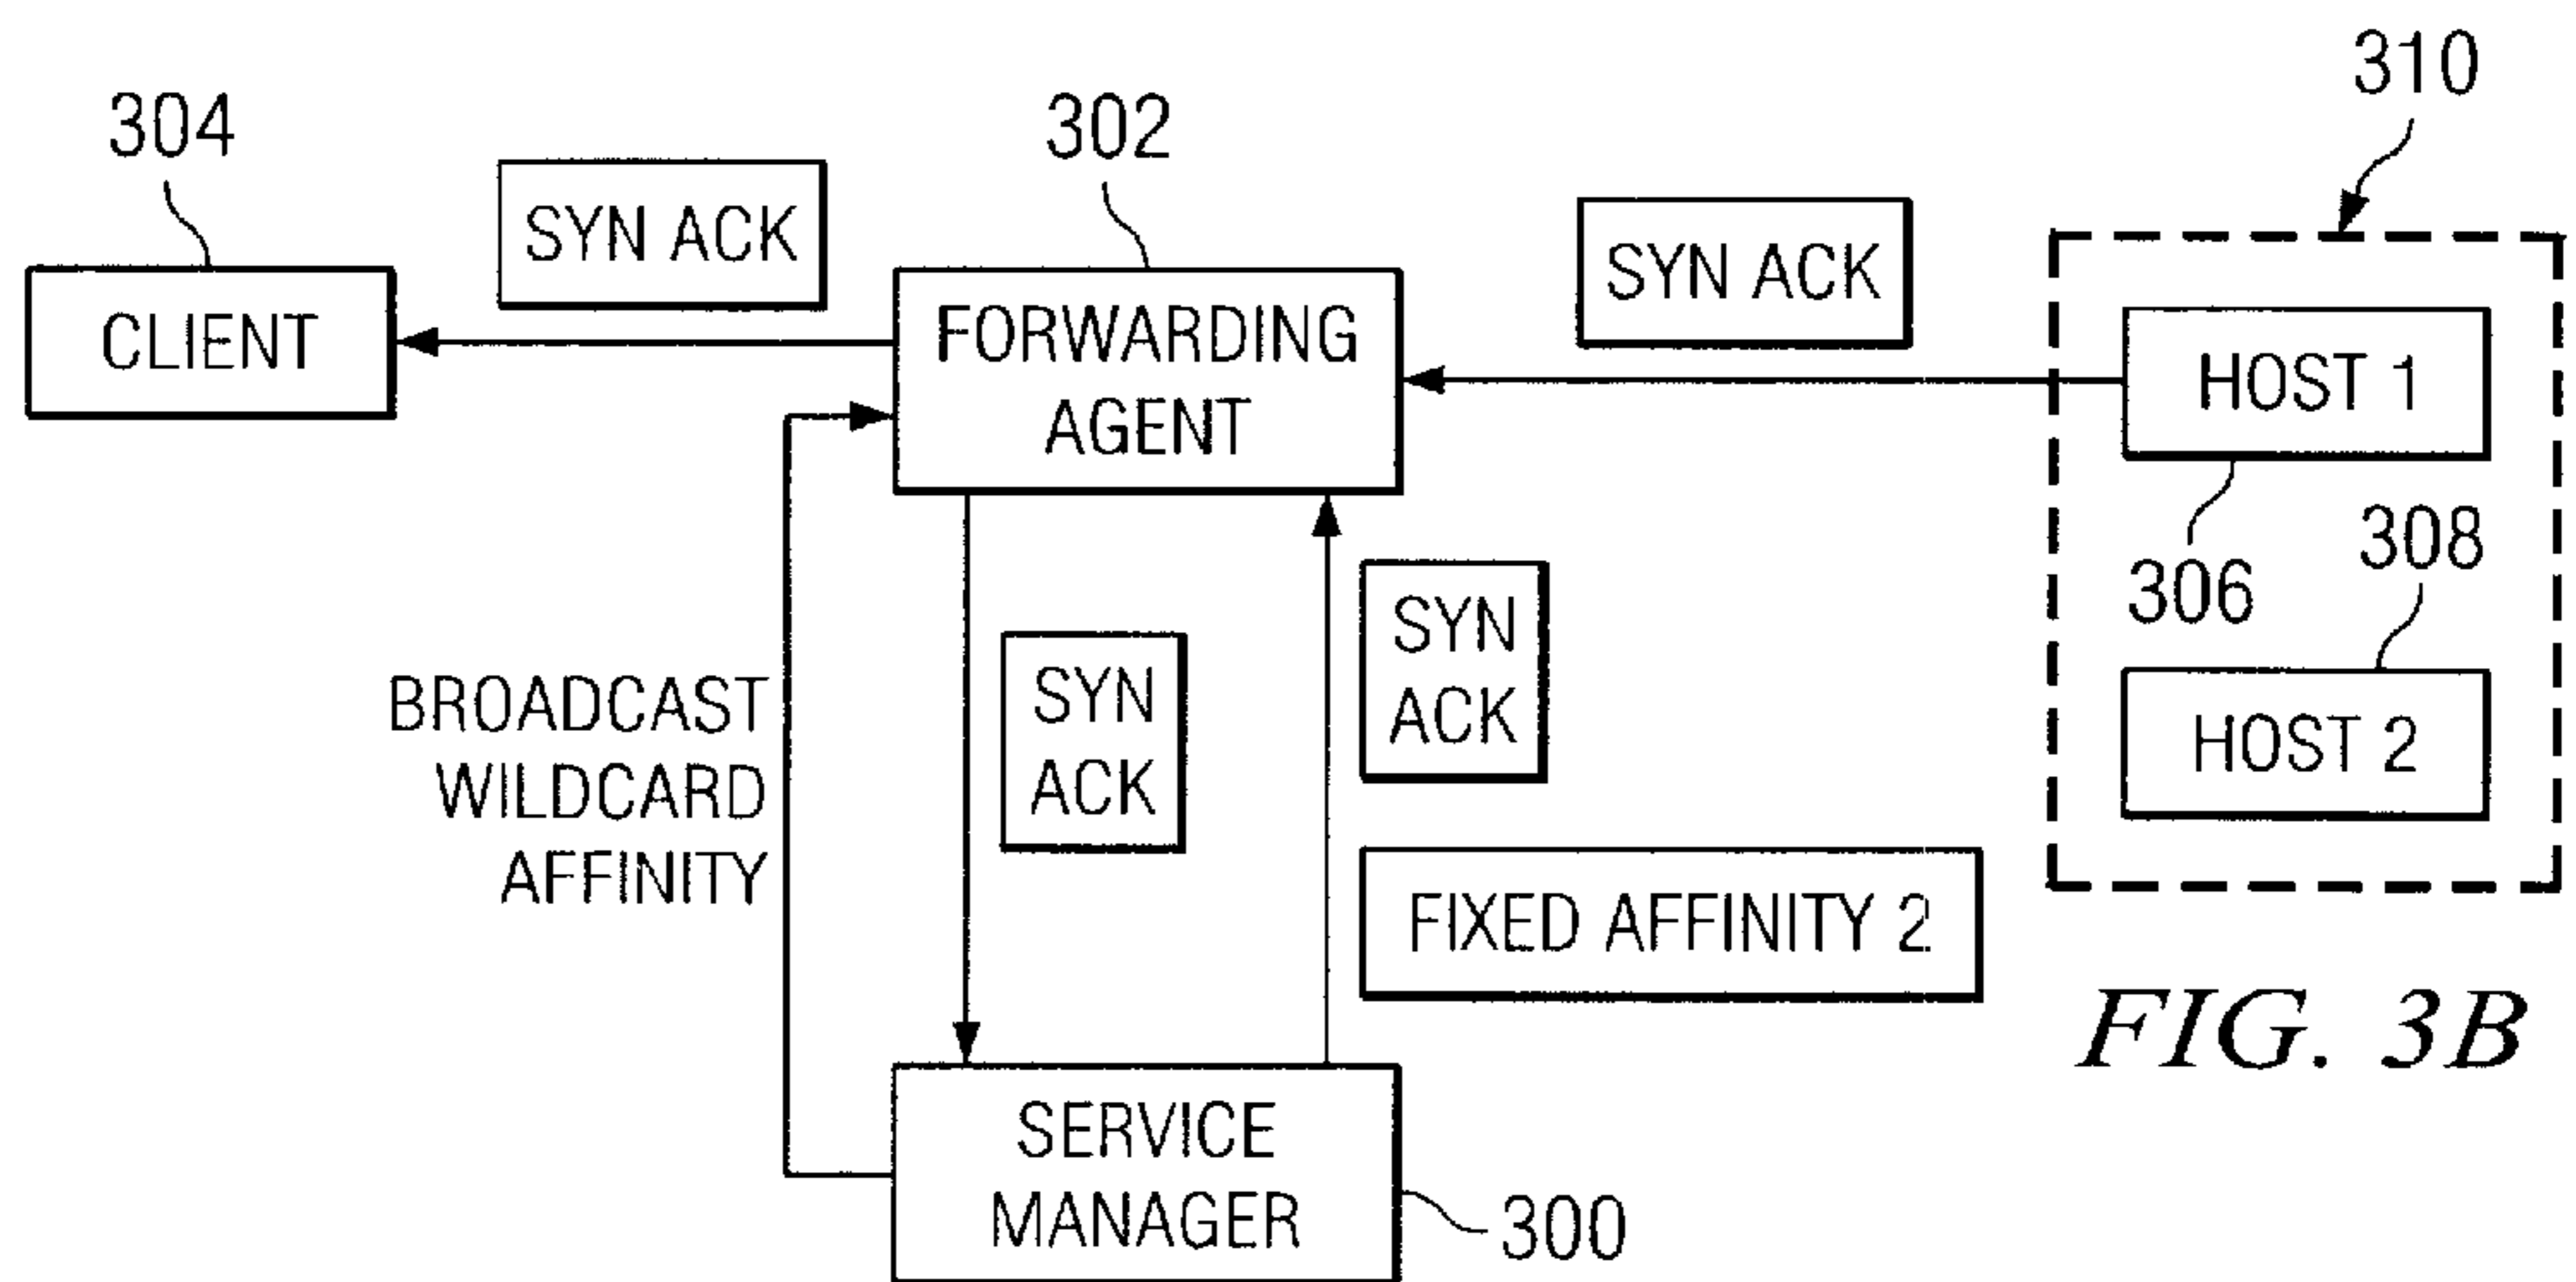 310
304
302
SYN ACK
SYN ACK
CLIENT
FORWARDING
AGENT
HOST 1
306
308
HOST 2
BROADCAST
WILDCARD
AFFINITY
SYN
ACK
SYN
ACK
FIXED AFFINITY 2
FIG. 3B
SERVICE
MANAGER
300